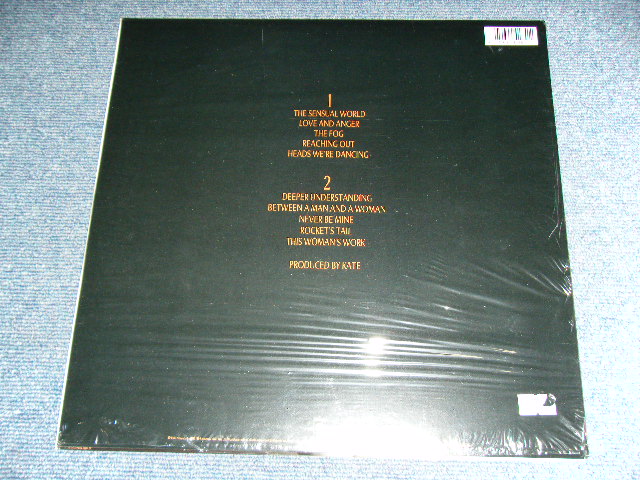 1
THE SENSUAL WORLD
LOVE AND ANGER
THE FOG
REACHING OUT
HEADS WE'RE DANCING
2
DEEPER UNDERSTANDING
BETWEEN A MAN AND A WOMAN
NEVER BE MINE
ROCKET'S TAIL
THIS WOMAN'S WORK
PRODUCED BY KATE